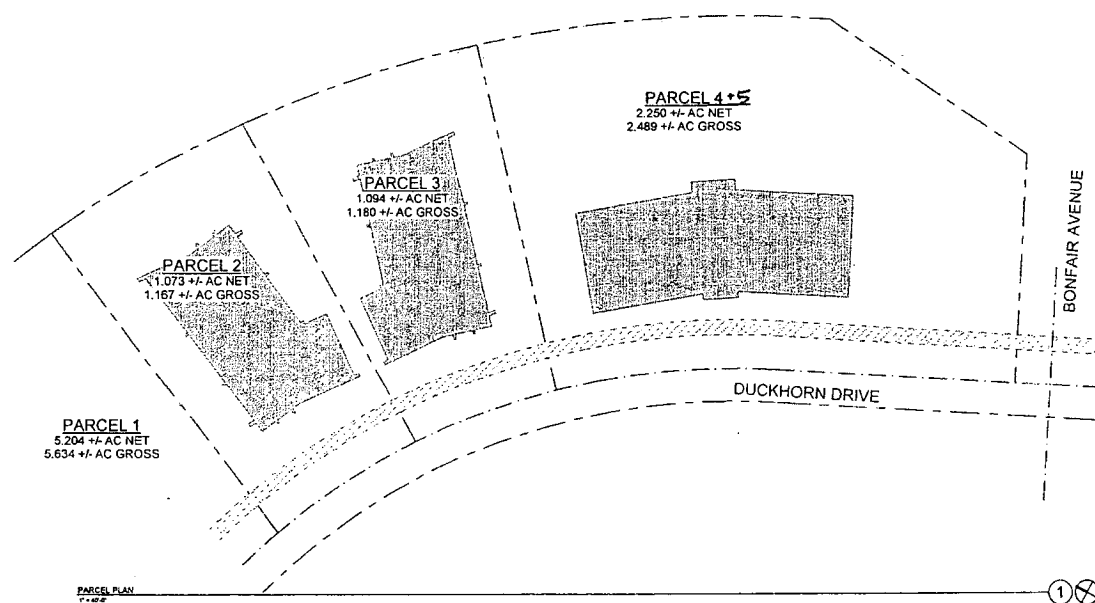 PARCEL 4+5
2.250 +/- AC NET
2.489 +/- AC GROSS
PARCEL 3
1.094 +/- AC NET
1.180 +/- AC GROSS
PARCEL 2
1.073 +/- AC NET
1.167 +/- AC GROSS
BONFAIR AVENUE
DUCKHORN DRIVE
PARCEL 1
5.204 +/- AC NET
5.634 +/- AC GROSS
PARCEL PLAN
1